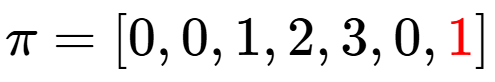 π = [0, 0, 1, 2, 3, 0, 1]